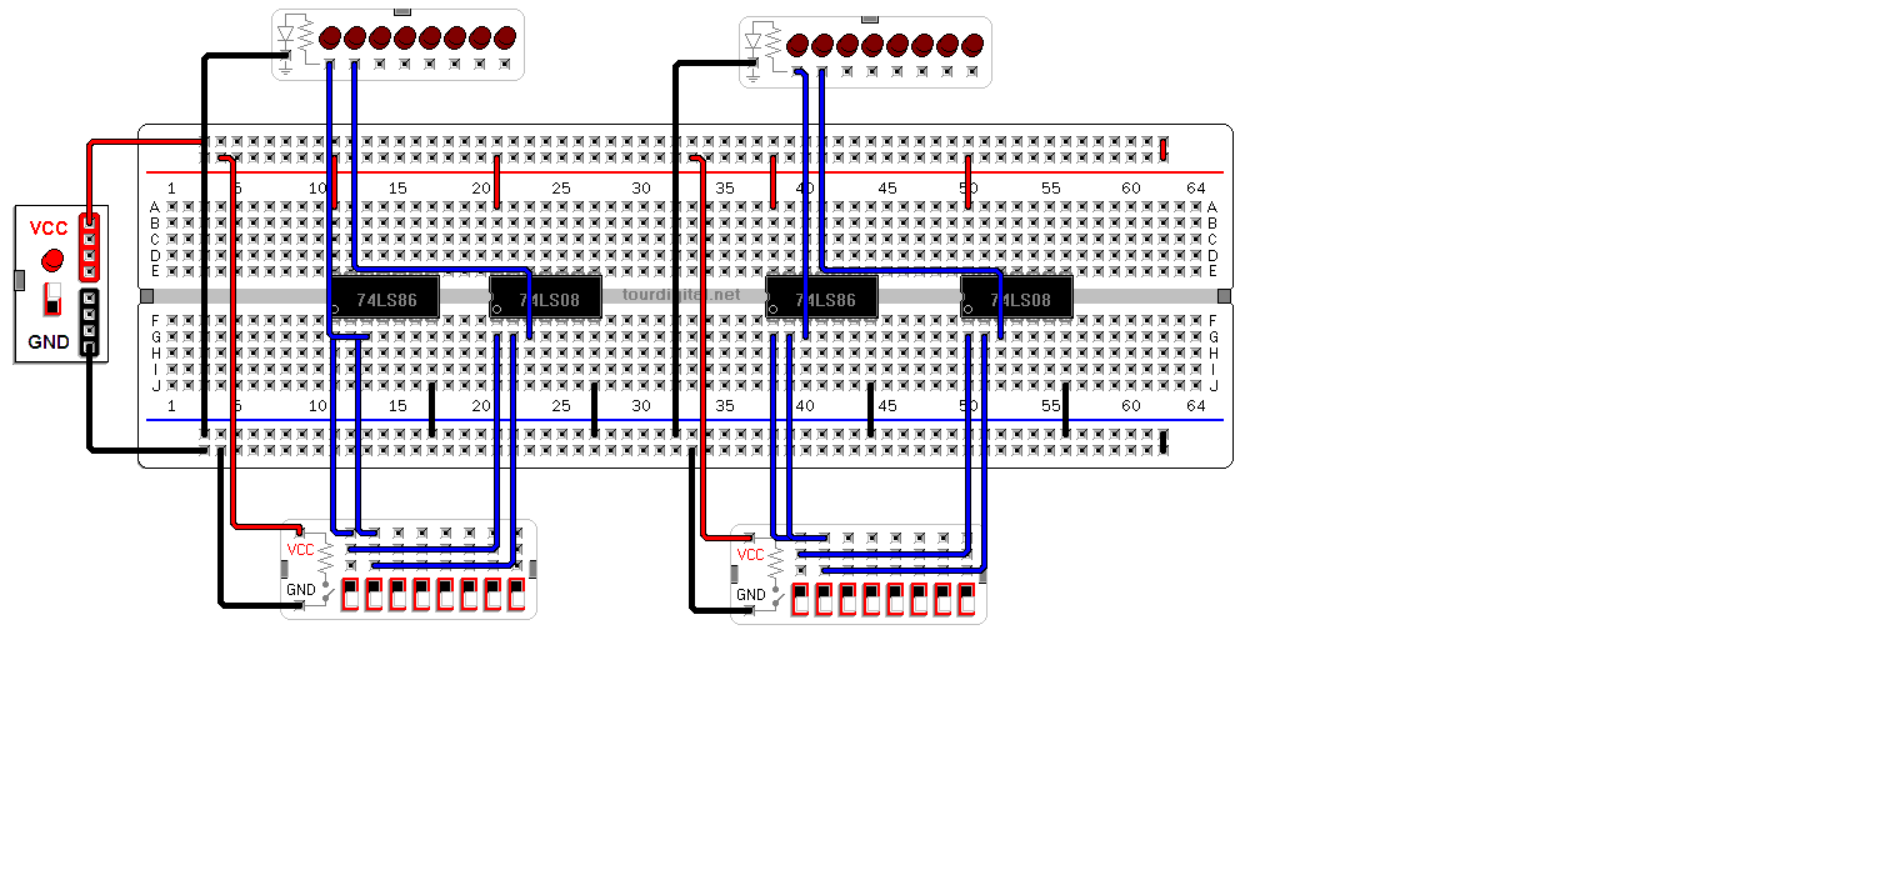 1 5 10 15 20 25 30 35 40 45 50 55 60 64
A A
B B
VCC
C C
D D
E E
74LS86 74LS08 tourdigital.net 74LS86 74LS08
F F
GND
G G
H H
I I
J J
1 5 10 15 20 25 30 35 40 45 50 55 60 64
VCC VCC
GND GND